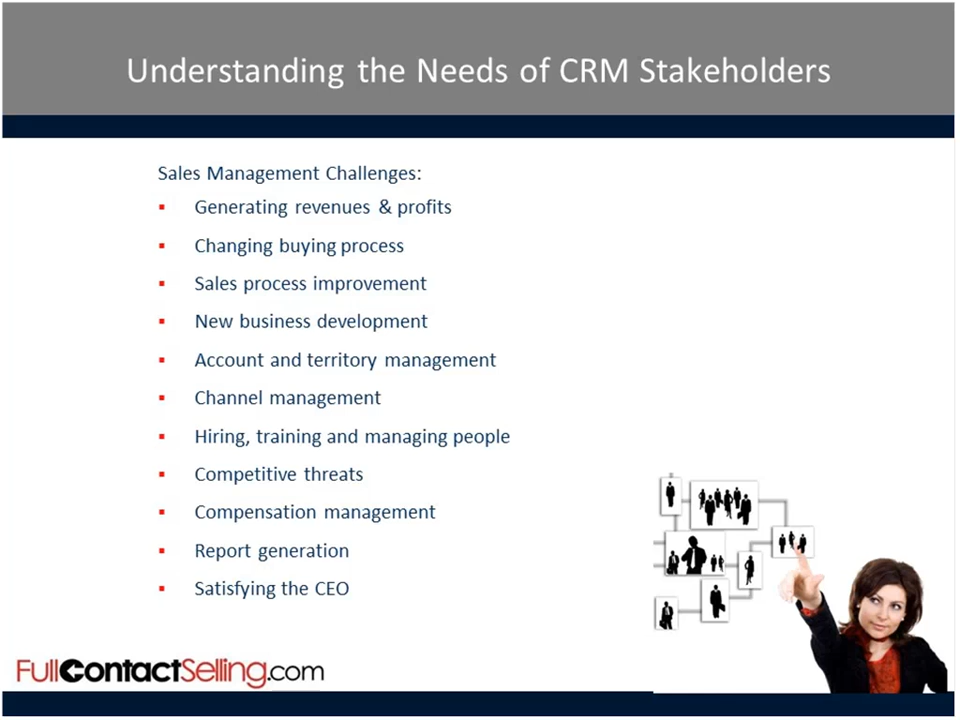 Understanding the Needs of CRM Stakeholders
Sales Management Challenges:
▪ Generating revenues & profits
▪ Changing buying process
▪ Sales process improvement
▪ New business development
▪ Account and territory management
▪ Channel management
▪ Hiring, training and managing people
▪ Competitive threats
▪ Compensation management
▪ Report generation
▪ Satisfying the CEO
FullContactSelling.com